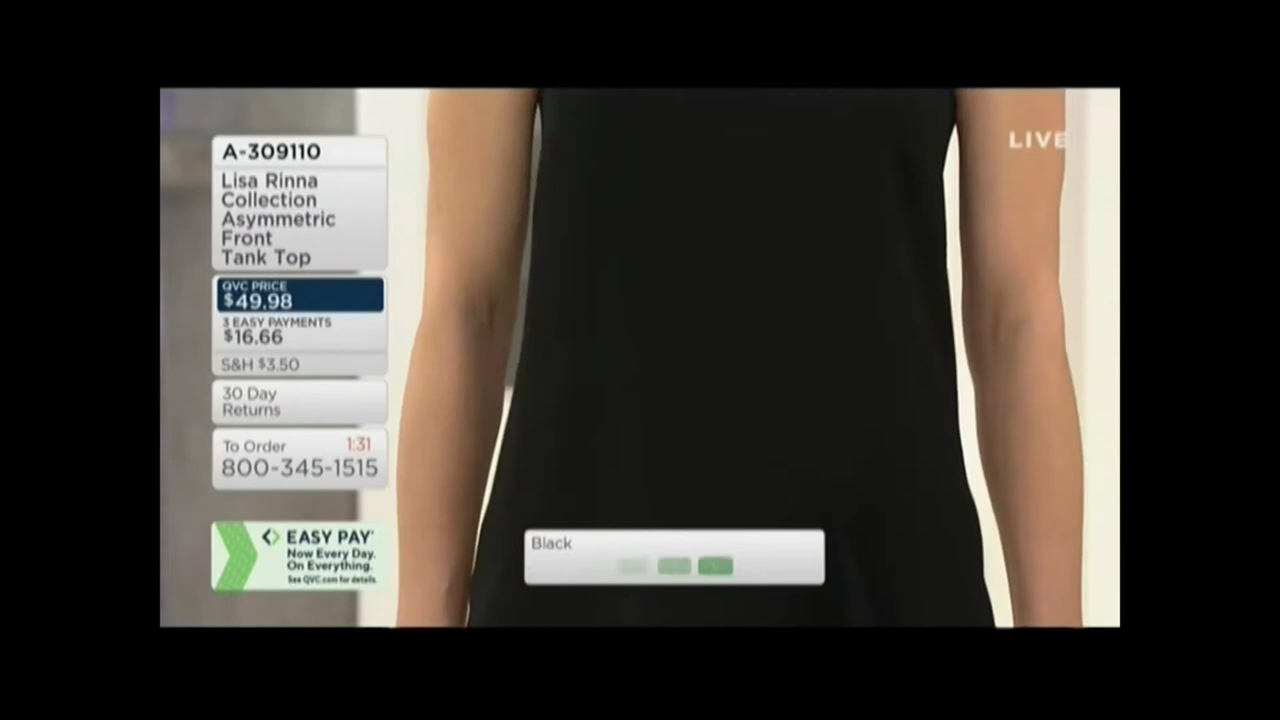 A-309110
Lisa Rinna
Collection
Asymmetric
Front
Tank Top
QVC PRICE
$49.98
3 EASY PAYMENTS
$16.66
S&H $3.50
30 Day
Returns
To Order 1:31
800-345-1515
EASY PAY
Now Every Day.
On Everything.
See QVC.com for details.
LIVE
Black